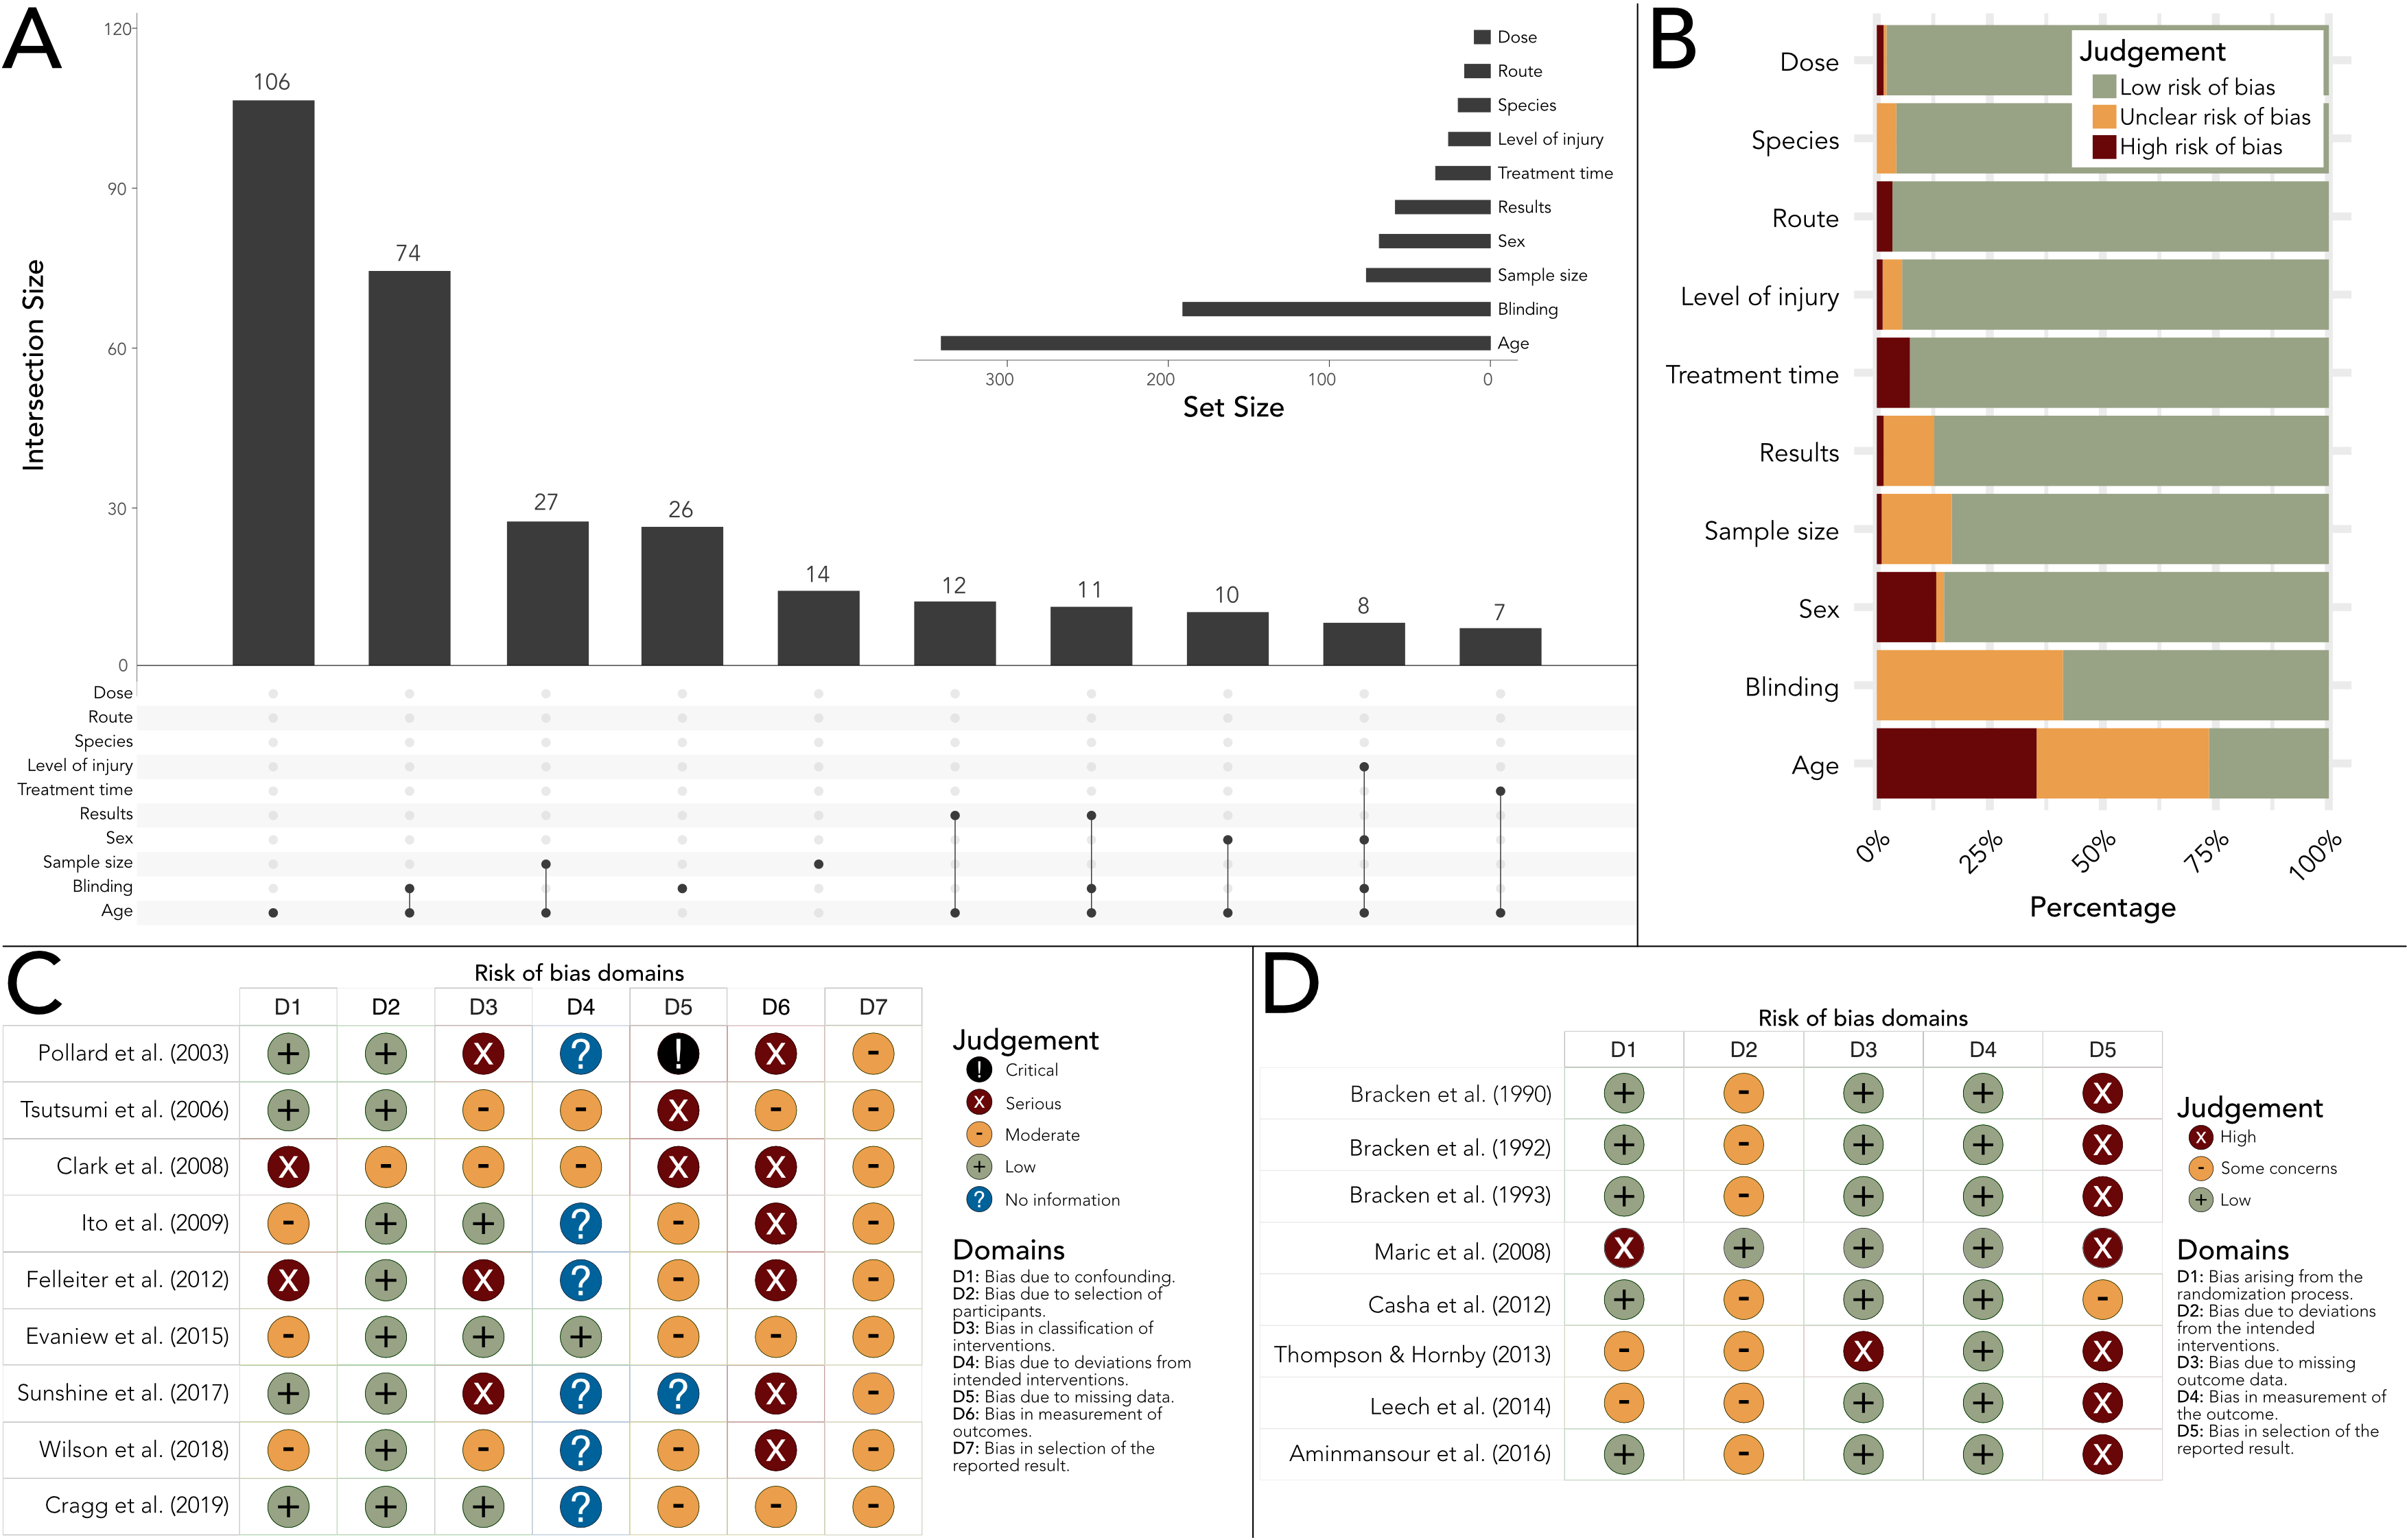 A
120
90
60
30
0
Intersection Size
106
74
27
26
14
12
11
10
8
7
Dose
Route
Species
Level of injury
Treatment time
Results
Sex
Sample size
Blinding
Age
300
200
100
0
Set Size
Dose
Route
Species
Level of injury
Treatment time
Results
Sex
Sample size
Blinding
Age
B
Dose
Species
Route
Level of injury
Treatment time
Results
Sample size
Sex
Blinding
Age
Judgement
Low risk of bias
Unclear risk of bias
High risk of bias
0%
25%
50%
75%
100%
Percentage
C
Risk of bias domains
D1 D2 D3 D4 D5 D6 D7
Pollard et al. (2003) + + X ? ! X -
Tsutsumi et al. (2006) + + - - X - -
Clark et al. (2008) X - - - X X -
Ito et al. (2009) - + + ? - X -
Felleiter et al. (2012) X + X ? - X -
Evaniew et al. (2015) - + + + - - -
Sunshine et al. (2017) + + X ? ? X -
Wilson et al. (2018) - + - ? - X -
Cragg et al. (2019) + + + ? - - -
Judgement
! Critical
X Serious
- Moderate
+ Low
? No information
Domains
D1: Bias due to confounding.
D2: Bias due to selection of
participants.
D3: Bias in classification of
interventions.
D4: Bias due to deviations from
intended interventions.
D5: Bias due to missing data.
D6: Bias in measurement of
outcomes.
D7: Bias in selection of the
reported result.
D
Risk of bias domains
D1 D2 D3 D4 D5
Bracken et al. (1990) + - + + X
Bracken et al. (1992) + - + + X
Bracken et al. (1993) + - + + X
Maric et al. (2008) X + + + X
Casha et al. (2012) + - + + -
Thompson & Hornby (2013) - - X + X
Leech et al. (2014) - - + + X
Aminmansour et al. (2016) + - + + X
Judgement
X High
- Some concerns
+ Low
Domains
D1: Bias arising from the
randomization process.
D2: Bias due to deviations
from the intended
interventions.
D3: Bias due to missing
outcome data.
D4: Bias in measurement of
the outcome.
D5: Bias in selection of the
reported result.